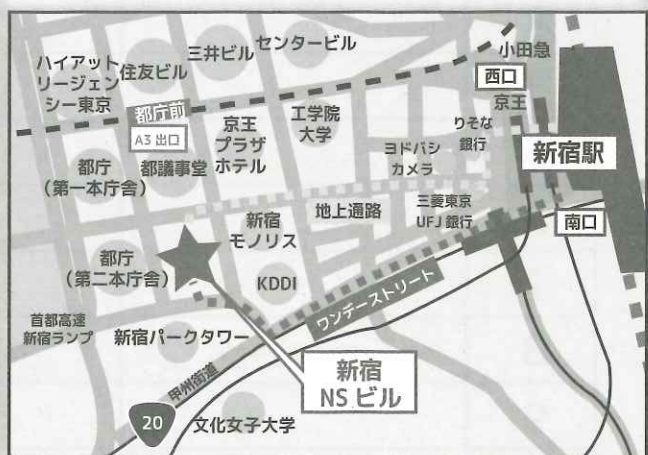 ハイアット
リージェン
シー東京
住友ビル
三井ビル
センタービル
小田急
西口
京王
都庁前
A3 出口
京王
プラザ
ホテル
工学院
大学
りそな
銀行
ヨドバシ
カメラ
新宿駅
都庁
(第一本庁舎)
都議事堂
新宿
モノリス
地上通路
三菱東京
UFJ 銀行
南口
都庁
(第二本庁舎)
KDDI
ワンデーストリート
首都高速
新宿ランプ
新宿パークタワー
甲州街道
新宿
NS ビル
20
文化女子大学